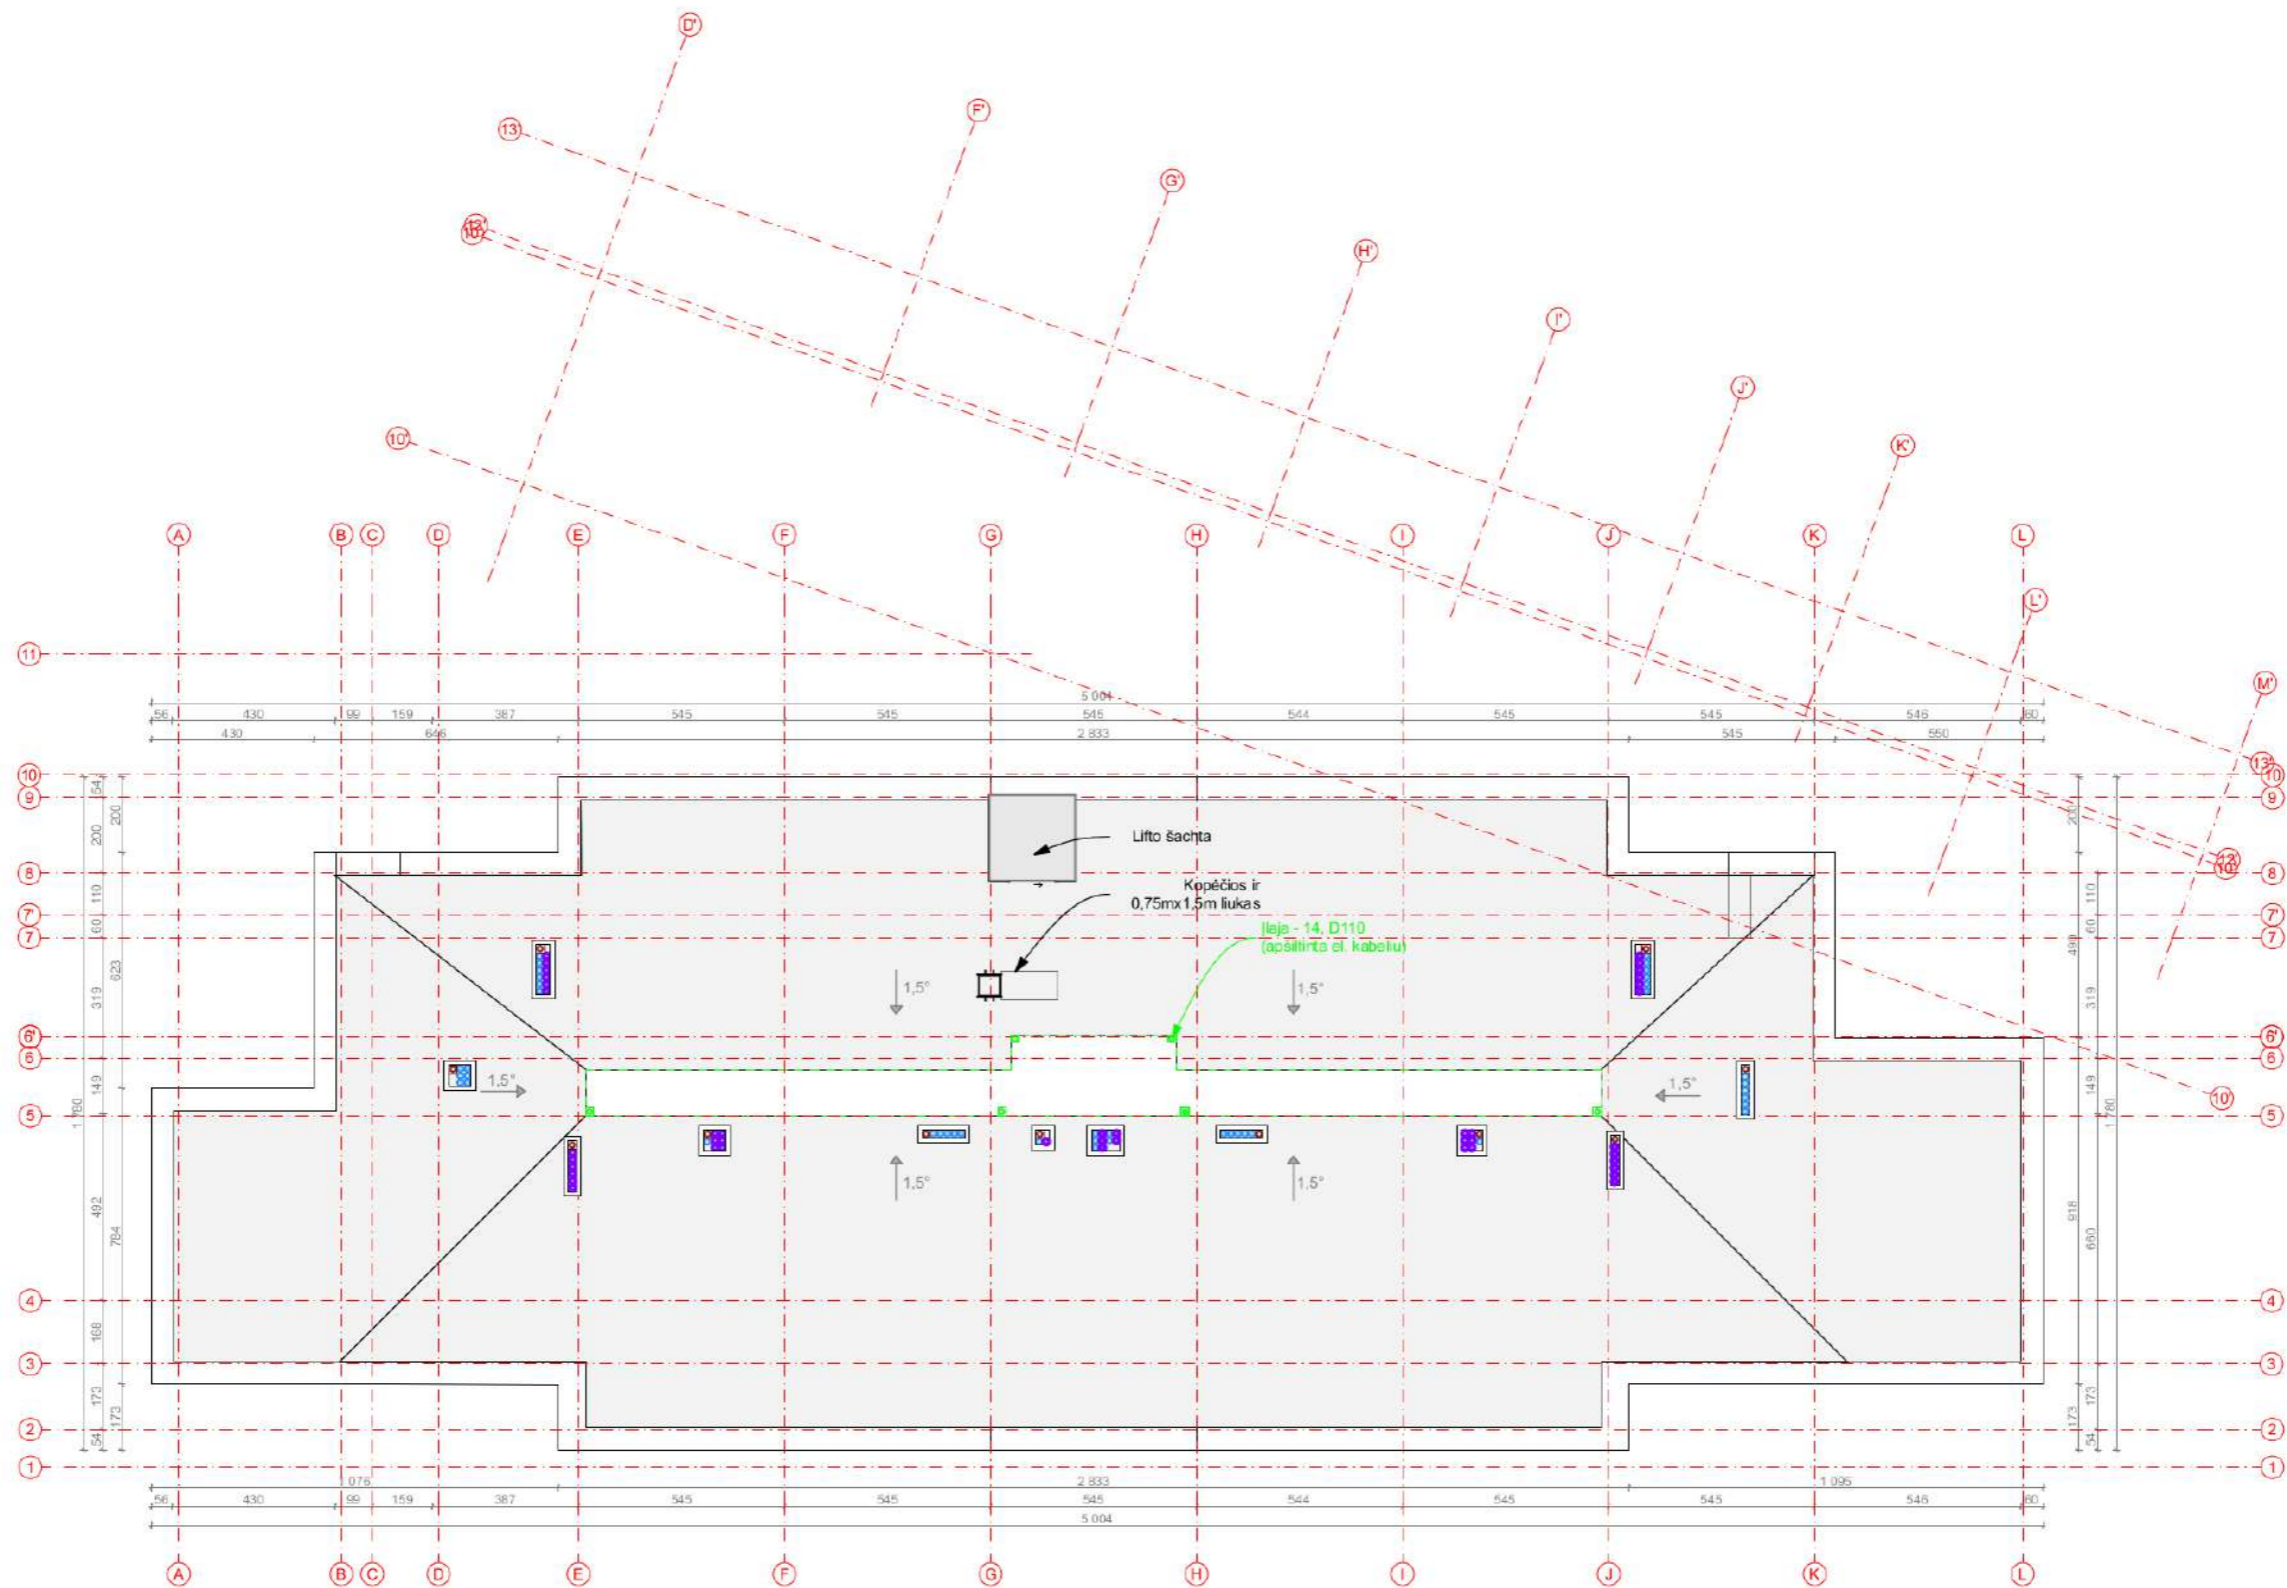 D'
F'
13'
G'
H'
I'
J'
10'
K'
A B C D E F G H I J K L
L'
11
M'
5 004
56 430 99 159 387 545 545 545 544 545 545 546 60
430 646 2 833 545 550
10
9
8
7'
7
6'
6
5
4
3
2
1
54 200 110 60 319 149 492 168 173 54
200 623 784 173
1 780
Lifto šachta
Kopėčios ir
0,75mx1,5m liukas
Įlaja - 14, D110
(apšiltinta el. kabeliu)
1,5°
1,5°
1,5°
1,5°
1,5°
1,5°
13'
10
9
12'
10'
8
7'
7
6'
6
10'
5
4
3
2
1
200 490 918 173
110 60 319 149 660 173 54
1 780
1 076 2 833 1 095
56 430 99 159 387 545 545 545 544 545 545 546 60
5 004
A B C D E F G H I J K L